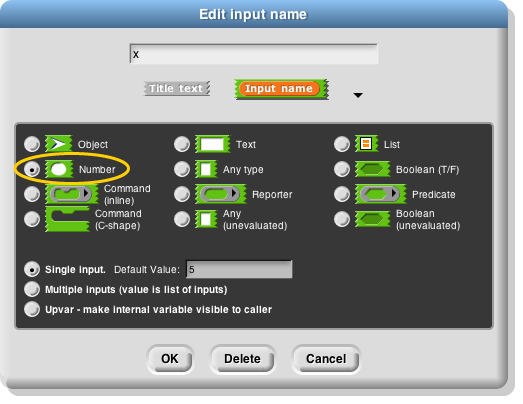 Edit input name
x
Title text Input name
Object Text List
Number Any type Boolean (T/F)
Command
(inline) Reporter Predicate
Command
(C-shape) Any
(unevaluated) Boolean
(unevaluated)
Single input. Default Value: 5
Multiple inputs (value is list of inputs)
Upvar - make internal variable visible to caller
OK Delete Cancel